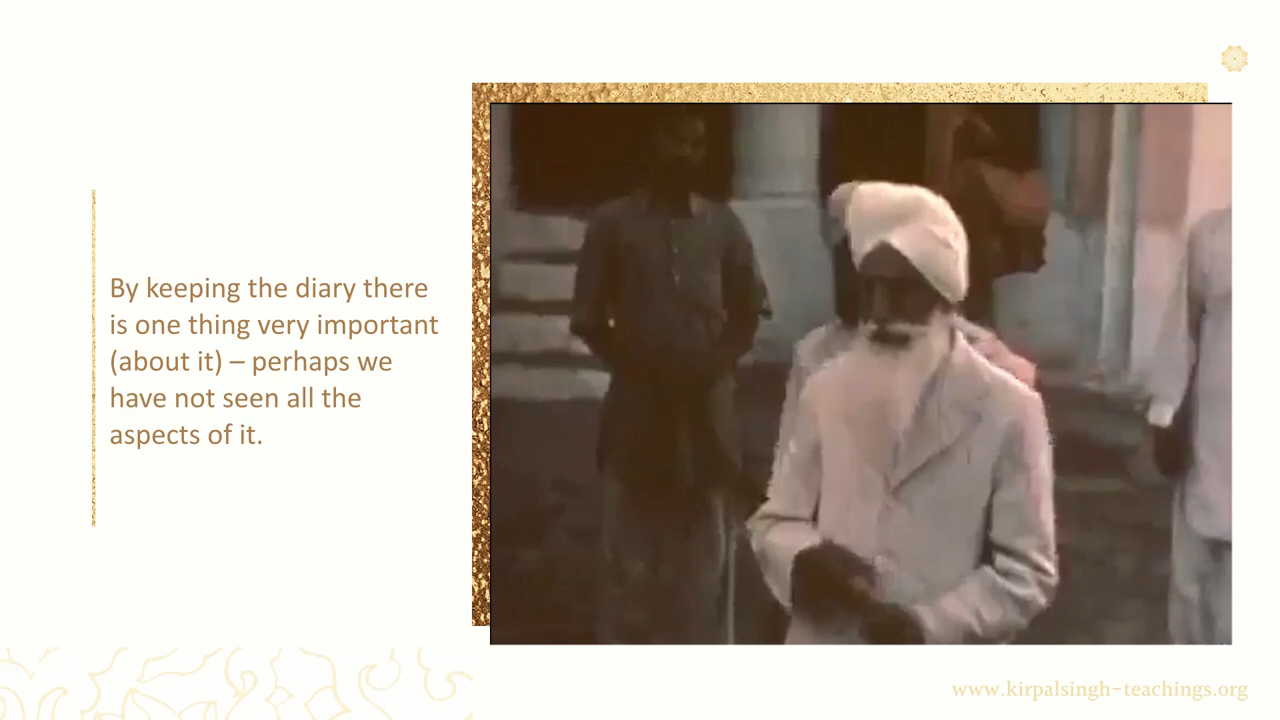 By keeping the diary there
is one thing very important
(about it) – perhaps we
have not seen all the
aspects of it.
www.kirpalsingh-teachings.org